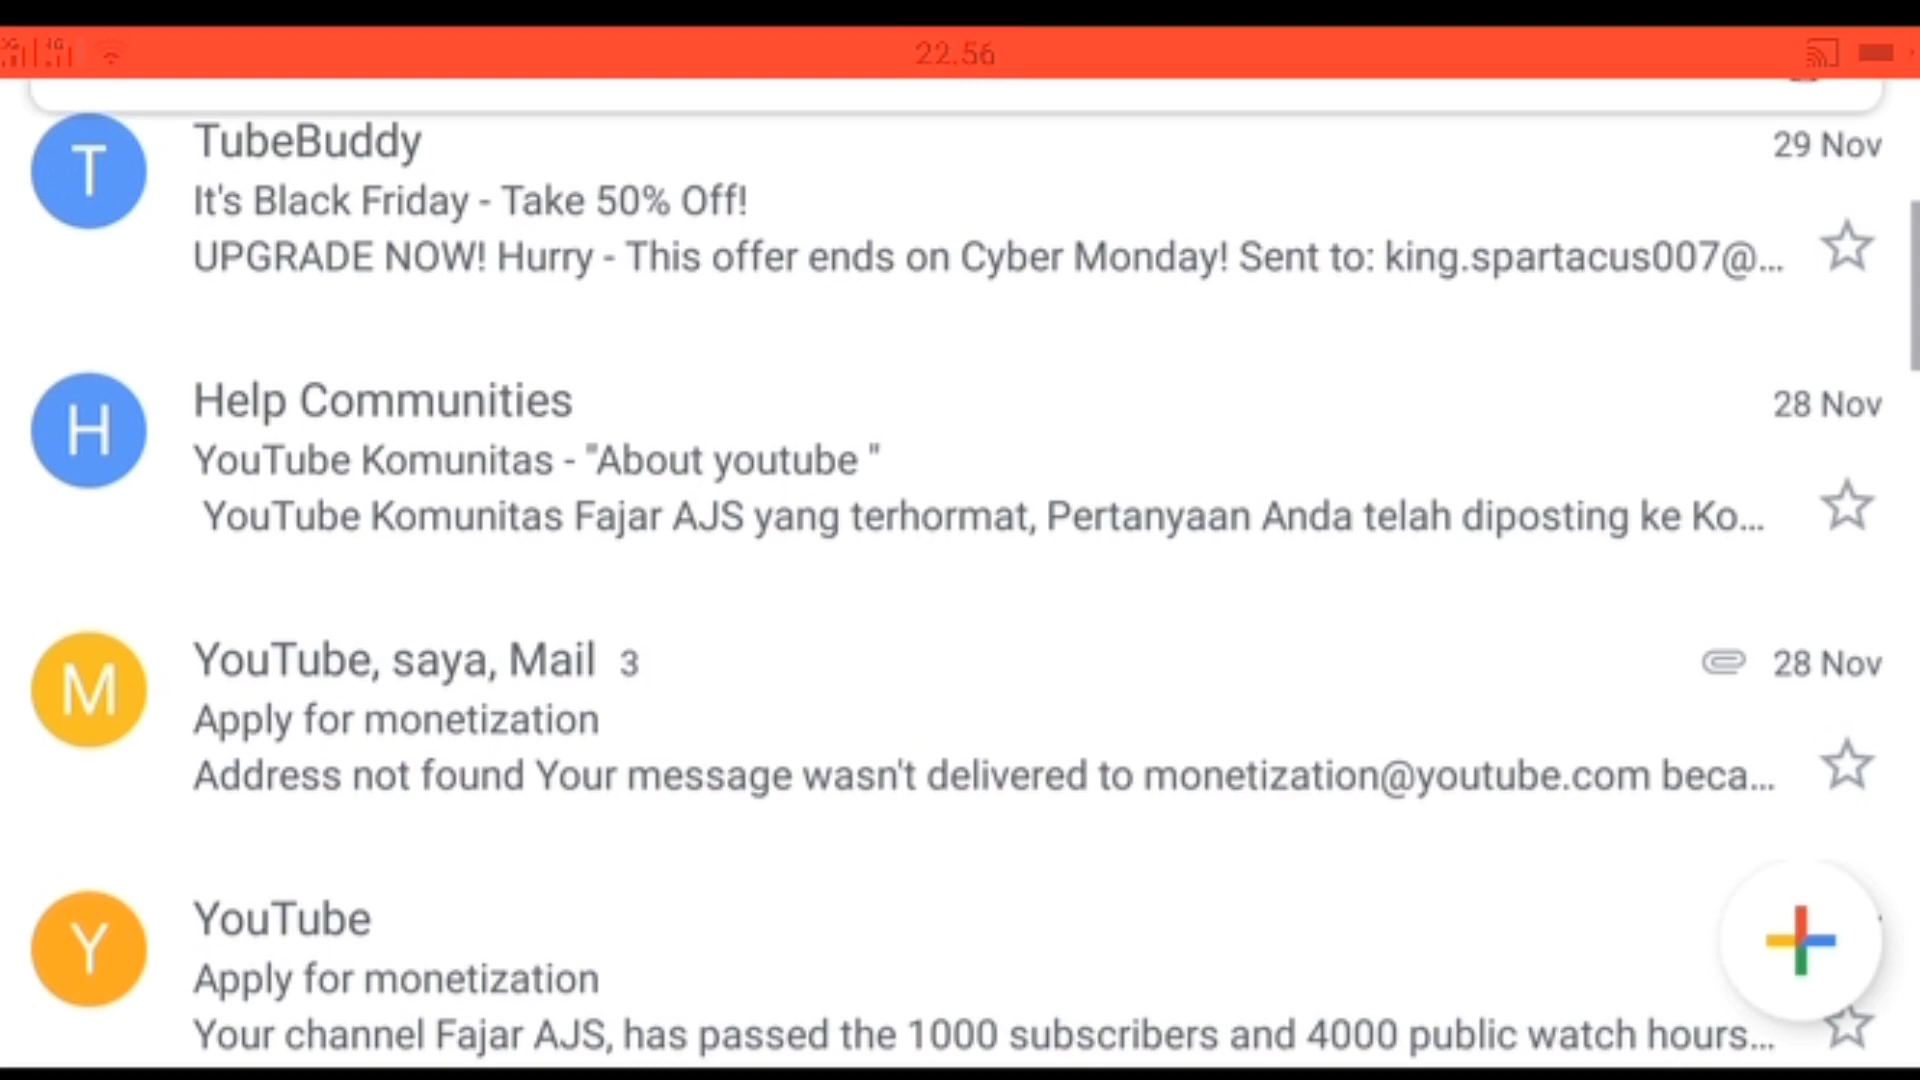 22.56
T
TubeBuddy
29 Nov
It's Black Friday - Take 50% Off!
UPGRADE NOW! Hurry - This offer ends on Cyber Monday! Sent to: king.spartacus007@...
H
Help Communities
28 Nov
YouTube Komunitas - "About youtube "
YouTube Komunitas Fajar AJS yang terhormat, Pertanyaan Anda telah diposting ke Ko...
M
YouTube, saya, Mail 3
28 Nov
Apply for monetization
Address not found Your message wasn't delivered to monetization@youtube.com beca...
Y
YouTube
Apply for monetization
Your channel Fajar AJS, has passed the 1000 subscribers and 4000 public watch hours...